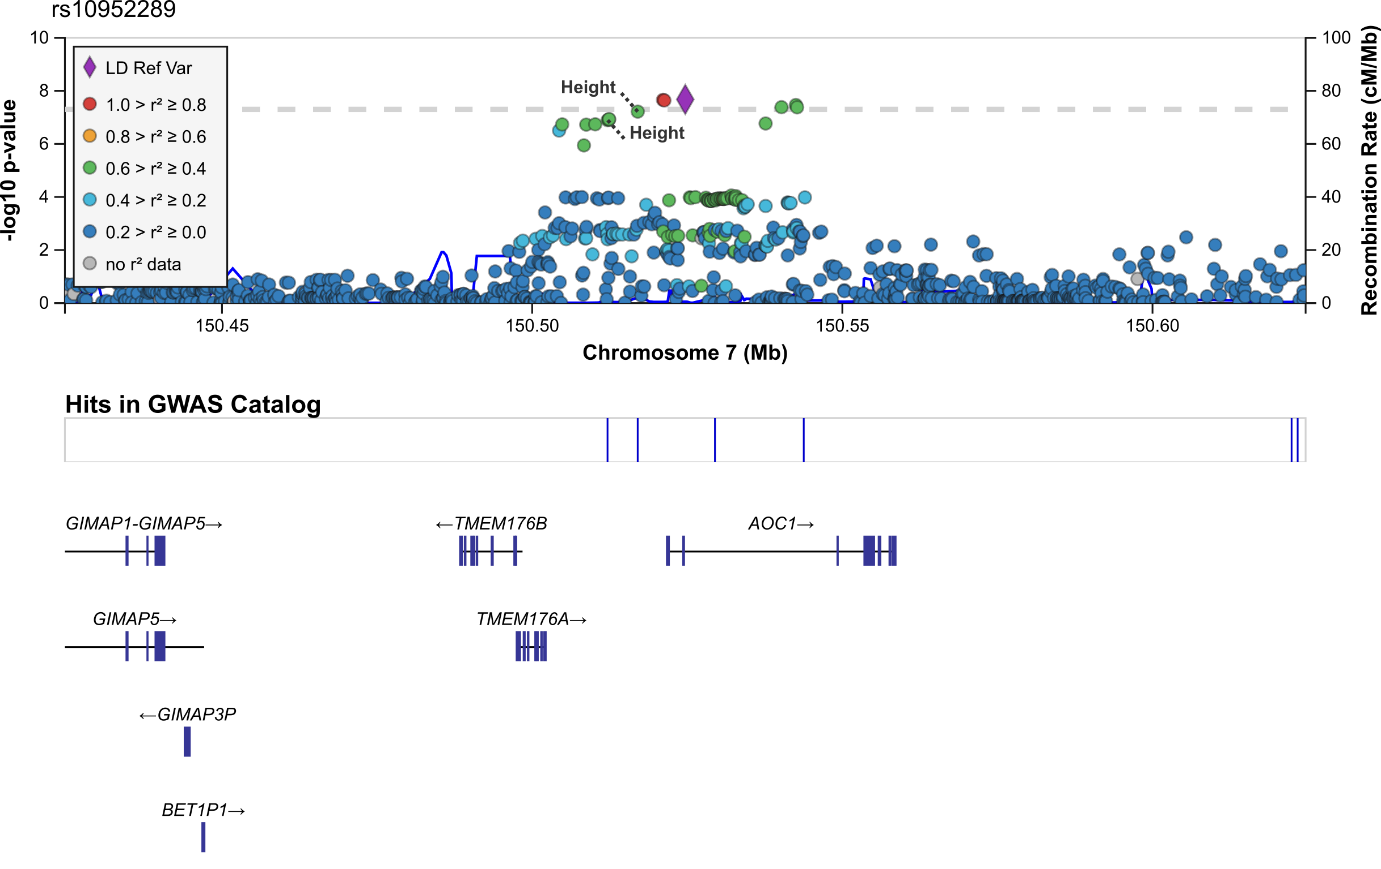 rs10952289
10
8
6
4
2
0
-log10 p-value
LD Ref Var
1.0 > r² ≥ 0.8
0.8 > r² ≥ 0.6
0.6 > r² ≥ 0.4
0.4 > r² ≥ 0.2
0.2 > r² ≥ 0.0
no r² data
Height
Height
100
80
60
40
20
0
Recombination Rate (cM/Mb)
150.45
150.50
150.55
150.60
Chromosome 7 (Mb)
Hits in GWAS Catalog
GIMAP1-GIMAP5→
←TMEM176B
AOC1→
GIMAP5→
TMEM176A→
←GIMAP3P
BET1P1→